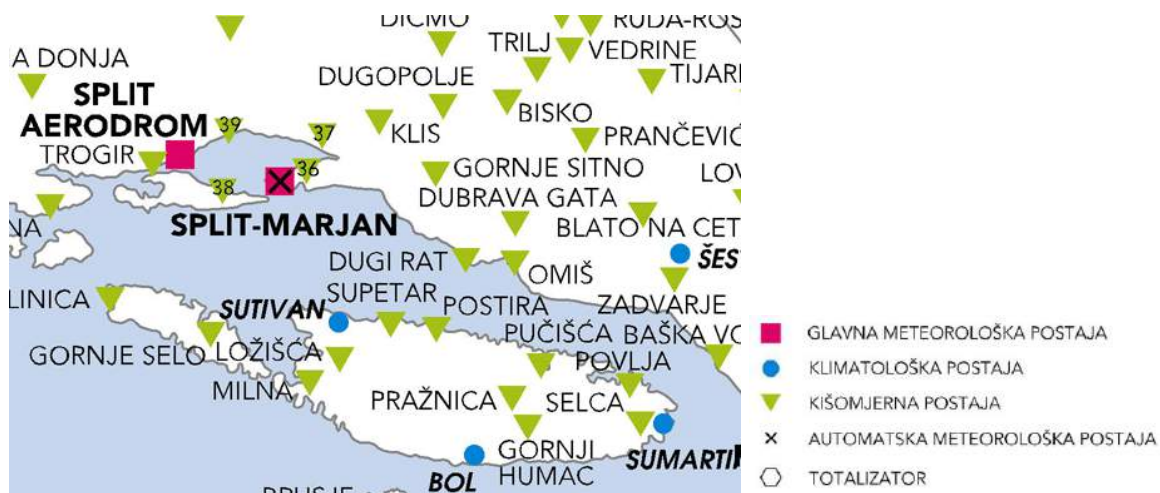 DICMO
RUDA-ROS
TRILJ
VEDRINE
A DONJA
DUGOPOLJE
TIJARI
SPLIT
AERODROM
BISKO
39
37
KLIS
PRANČEVIĆ
TROGIR
36
GORNJE SITNO
LOV
38
DUBRAVA GATA
NA
SPLIT-MARJAN
BLATO NA CET
DUGI RAT
OMIŠ
ŠES
SUPETAR
ZADVARJE
LINICA
SUTIVAN
POSTIRA
PUČIŠĆA
BAŠKA VO
GORNJE SELO
LOŽIŠĆA
POVLJA
MILNA
PRAŽNICA
SELCA
GORNJI
HUMAC
SUMARTIN
BOL
GLAVNA METEOROLOŠKA POSTAJA
KLIMATOLOŠKA POSTAJA
KIŠOMJERNA POSTAJA
AUTOMATSKA METEOROLOŠKA POSTAJA
TOTALIZATOR